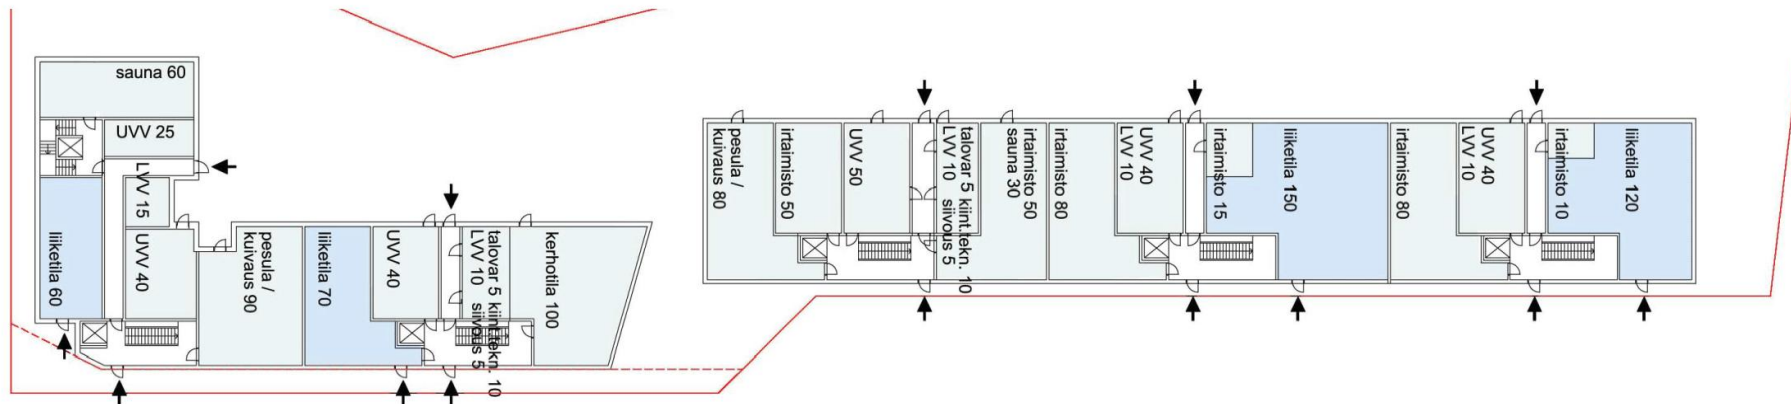 sauna 60
UVV 25
LVV 15
liiketila 60
UVV 40
pesula /
kuivaus 90
liiketila 70
UVV 40
talovar 5 kiint.tekn. 10
LVV 10 siivous 5
kerhotila 100
pesula /
kuivaus 80
irtaimisto 50
UVV 50
talovar 5 kiint.tekn. 10
LVV 10 siivous 5
irtaimisto 50
sauna 30
irtaimisto 80
UVV 40
LVV 10
irtaimisto 15
liiketila 150
irtaimisto 80
UVV 40
LVV 10
irtaimisto 10
liiketila 120